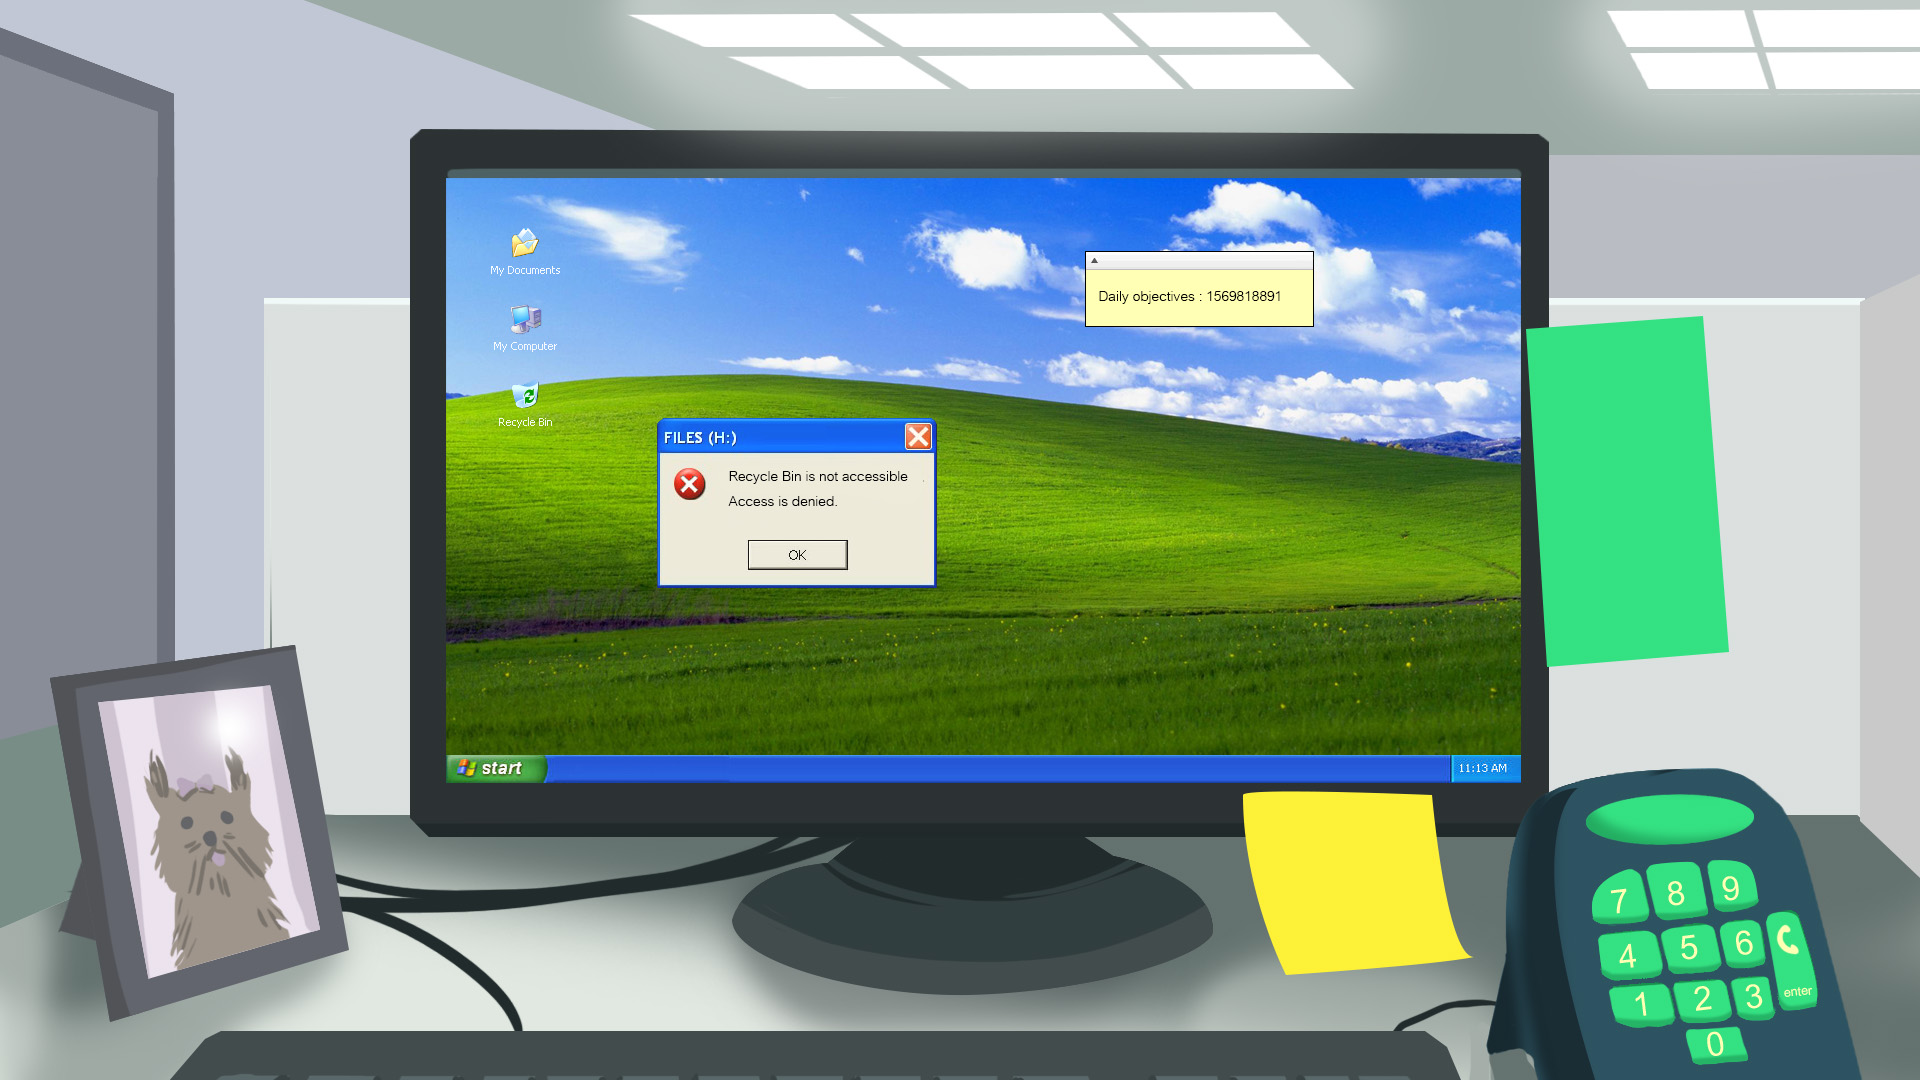 My Documents
My Computer
Recycle Bin
Daily objectives : 1569818891
FILES (H:)
Recycle Bin is not accessible
Access is denied.
OK
start
11:13 AM
7 8 9
4 5 6
1 2 3 enter
0